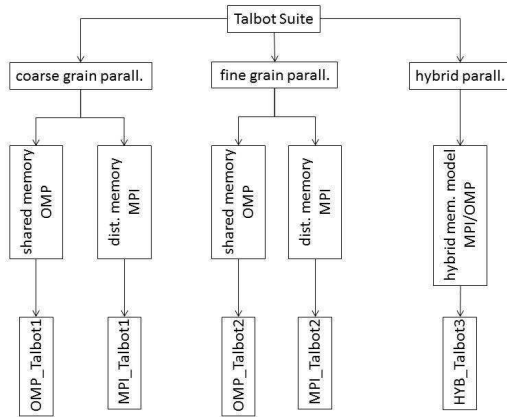 Talbot Suite
coarse grain parall.
fine grain parall.
hybrid parall.
shared memory
OMP
dist. memory
MPI
shared memory
OMP
dist. memory
MPI
hybrid mem. model
MPI/OMP
OMP_Talbot1
MPI_Talbot1
OMP_Talbot2
MPI_Talbot2
HYB_Talbot3